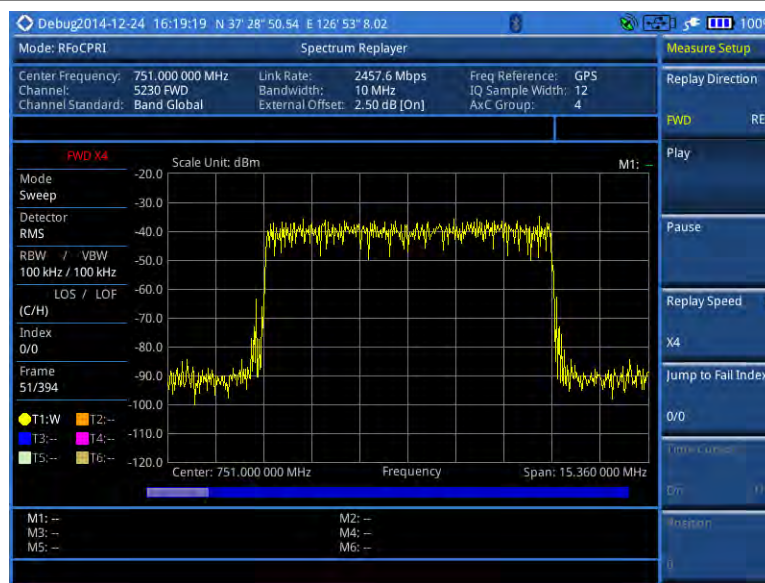 Debug2014-12-24 16:19:19 N 37' 28" 50.54 E 126' 53" 8.02 100%
Mode: RFoCPRI Spectrum Replayer Measure Setup
Center Frequency: 751.000 000 MHz Link Rate: 2457.6 Mbps Freq Reference: GPS
Channel: 5230 FWD Bandwidth: 10 MHz IQ Sample Width: 12
Channel Standard: Band Global External Offset: 2.50 dB [On] AxC Group: 4
Replay Direction
FWD RE
FWD X4
Scale Unit: dBm M1: --
Mode
Sweep
Detector
RMS
RBW / VBW
100 kHz / 100 kHz
LOS / LOF
(C/H)
Index
0/0
Frame
51/394
T1:W T2:--
T3:-- T4:--
T5:-- T6:--
-20.0
-30.0
-40.0
-50.0
-60.0
-70.0
-80.0
-90.0
-100.0
-110.0
-120.0
Center: 751.000 000 MHz Frequency Span: 15.360 000 MHz
Play
Pause
Replay Speed
X4
Jump to Fail Index
0/0
Time Cursor
On
Position
0
M1: -- M2: --
M3: -- M4: --
M5: -- M6: --